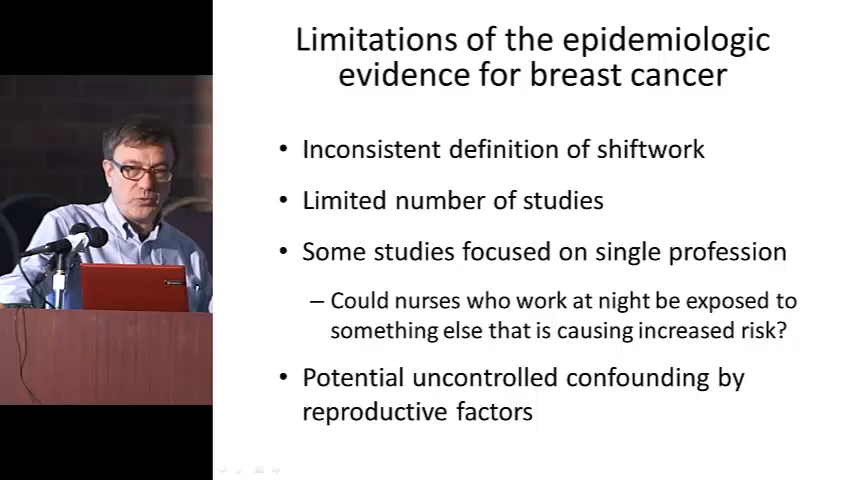 Limitations of the epidemiologic
evidence for breast cancer
• Inconsistent definition of shiftwork
• Limited number of studies
• Some studies focused on single profession
– Could nurses who work at night be exposed to
something else that is causing increased risk?
• Potential uncontrolled confounding by
reproductive factors